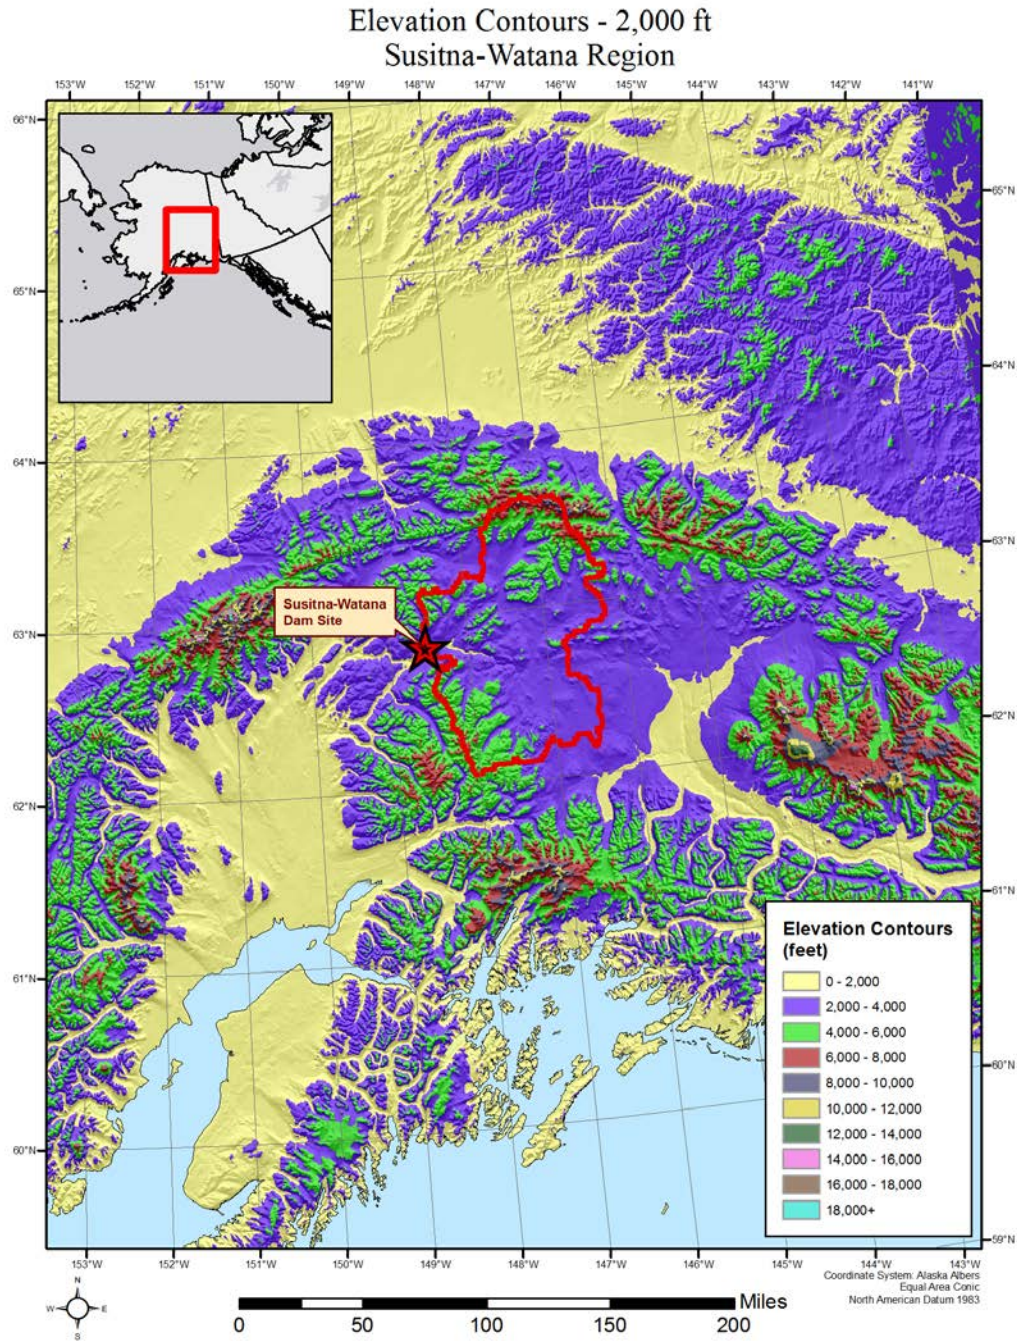 Elevation Contours - 2,000 ft
Susitna-Watana Region
153°W 152°W 151°W 150°W 149°W 148°W 147°W 146°W 145°W 144°W 143°W 142°W 141°W
66°N
65°N
65°N
64°N
64°N
63°N
Susitna-Watana
Dam Site
63°N
62°N
62°N
61°N
61°N
60°N
60°N
59°N
Elevation Contours
(feet)
0 - 2,000
2,000 - 4,000
4,000 - 6,000
6,000 - 8,000
8,000 - 10,000
10,000 - 12,000
12,000 - 14,000
14,000 - 16,000
16,000 - 18,000
18,000+
153°W 152°W 151°W 150°W 149°W 148°W 147°W 146°W 145°W 144°W 143°W
Coordinate System: Alaska Albers
Equal Area Conic
North American Datum 1983
N
W E
S
Miles
0 50 100 150 200